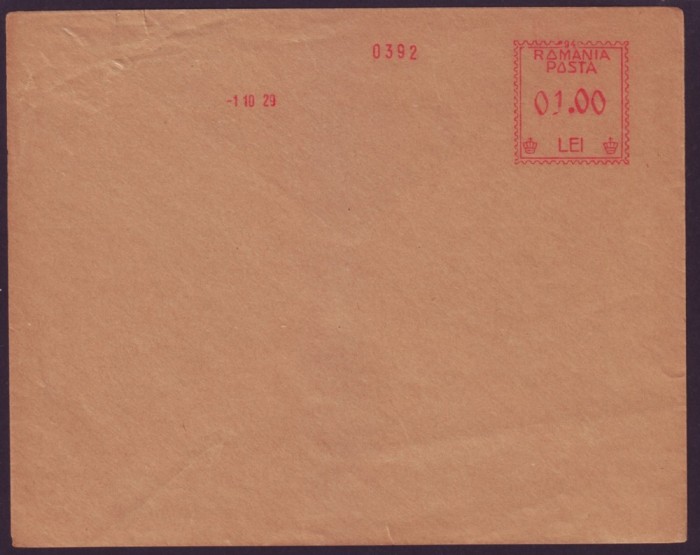 0392
-1 10 29
ROMANIA
POSTA
01.00
LEI